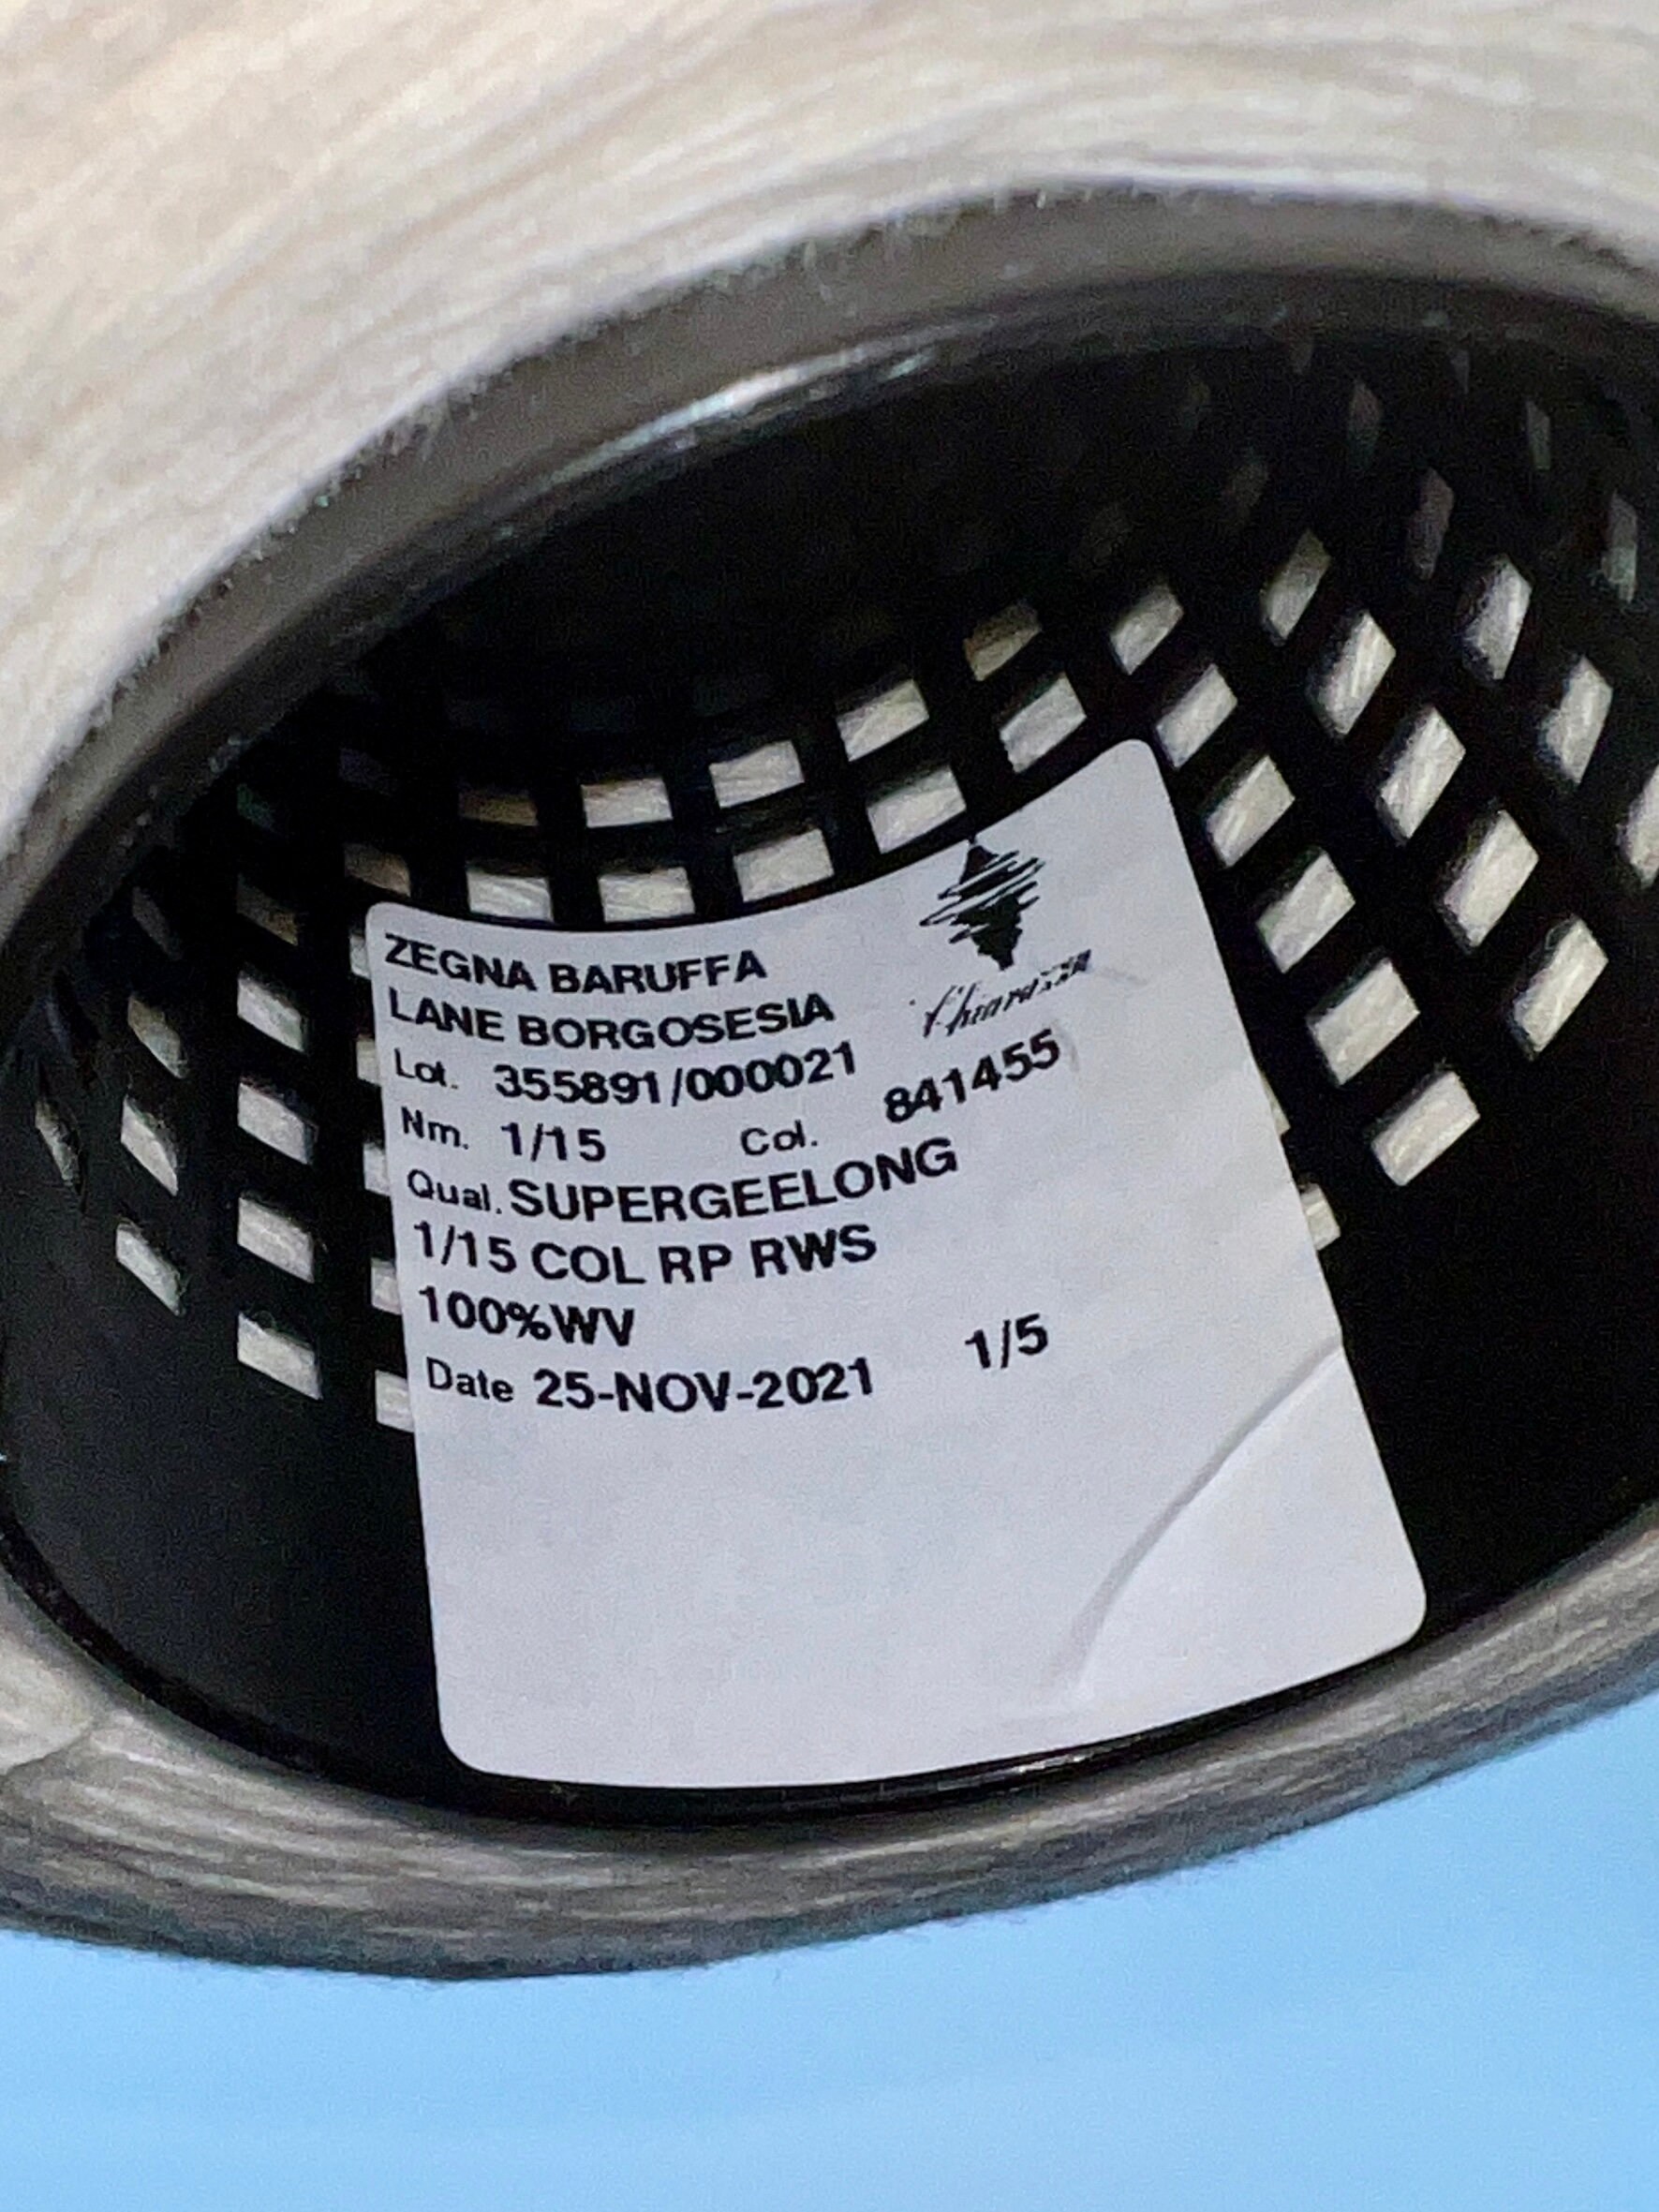 ZEGNA BARUFFA
LANE BORGOSESIA
Lot. 355891/000021
Nm. 1/15 Col. 841455
Qual. SUPERGEELONG
1/15 COL RP RWS
100%WV
Date 25-NOV-2021 1/5